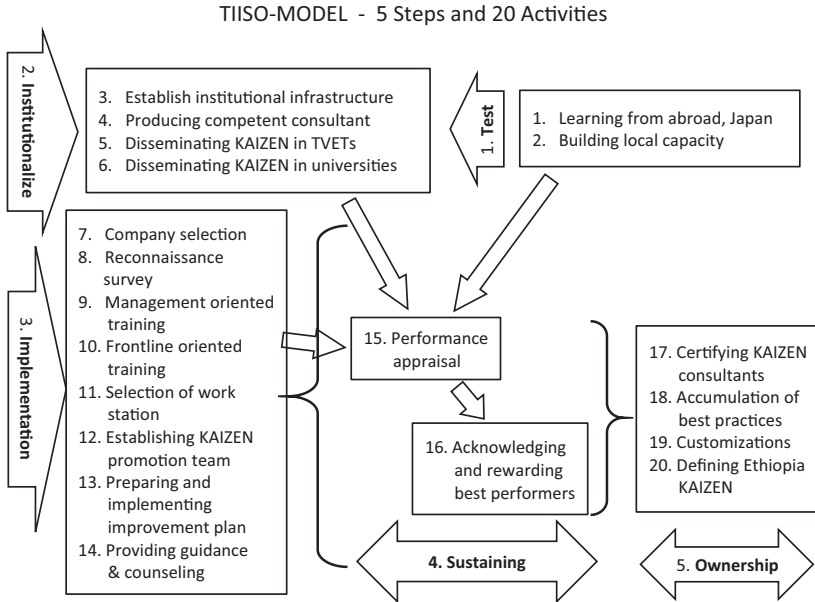 TIISO-MODEL - 5 Steps and 20 Activities
2. Institutionalize
3. Establish institutional infrastructure
4 Producing competent consultant
5 Disseminating KAIZEN in TVETs
6 Disseminating KAIZEN in universities
1. Test
1. Learning from abroad, Japan
2. Building local capacity
3. Implementation
7. Company selection
8 Reconnaissance
survey
9. Management oriented
training
10. Frontline oriented
training
11. Selection of work
station
12. Establishing KAIZEN
promotion team
13. Preparing and
implementing
improvement plan
14. Providing guidance
& counseling
15. Performance
appraisal
16. Acknowledging
and rewarding
best performers
4. Sustaining
17. Certifying KAIZEN
consultants
18. Accumulation of
best practices
19. Customizations
20. Defining Ethiopia
KAIZEN
5. Ownership